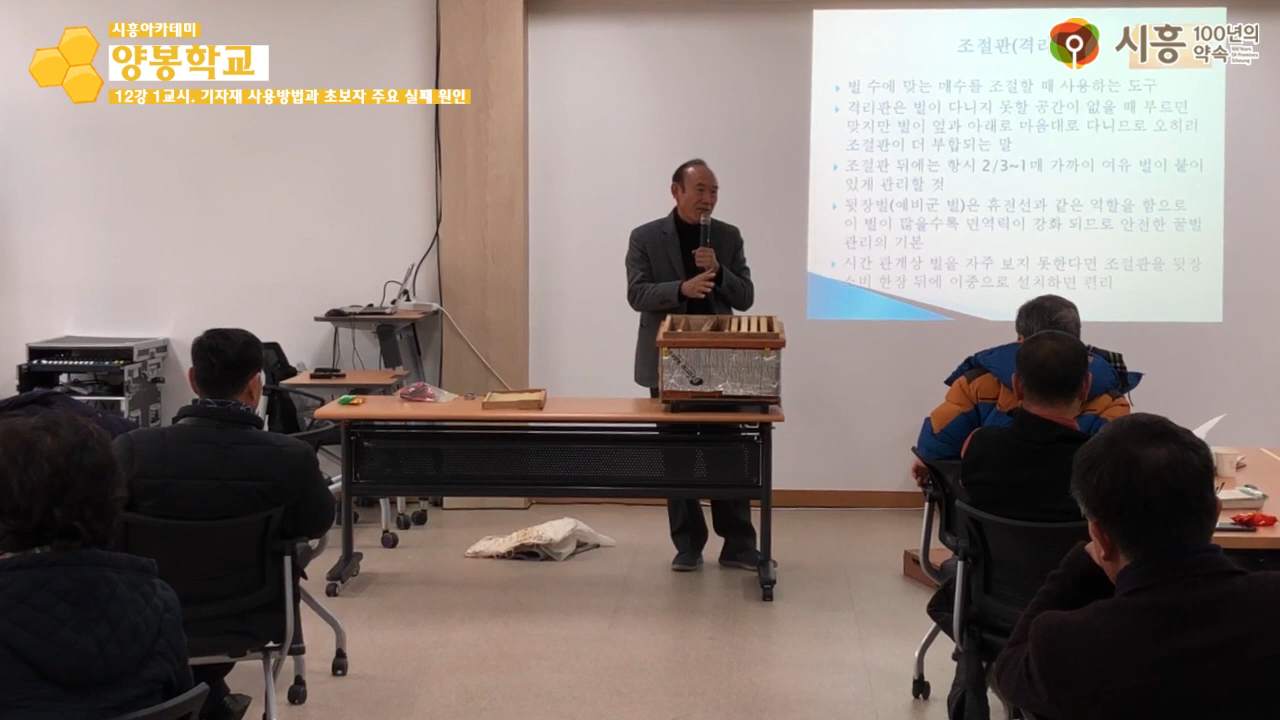 시흥아카데미
양봉학교
12강 1교시. 기자재 사용방법과 초보자 주요 실패 원인
시흥
100년의
약속
조절판(격리
벌 수에 맞는 매수를 조절할 때 사용하는 도구
격리판은 벌이 다니지 못할 공간이 없을 때 부르면
맞지만 벌이 옆과 아래로 마음대로 다니므로 오히려
조절판이 더 부합되는 말
조절판 뒤에는 항시 2/3~1매 가까이 여유 벌이 붙어
있게 관리할 것
뒷장벌(예비군 벌)은 휴전선과 같은 역할을 함으로
이 벌이 많을수록 면역력이 강화 되므로 안전한 꿀벌
관리의 기본
시간 관계상 벌을 자주 보지 못한다면 조절판을 뒷장
소비 한장 뒤에 이중으로 설치하면 편리